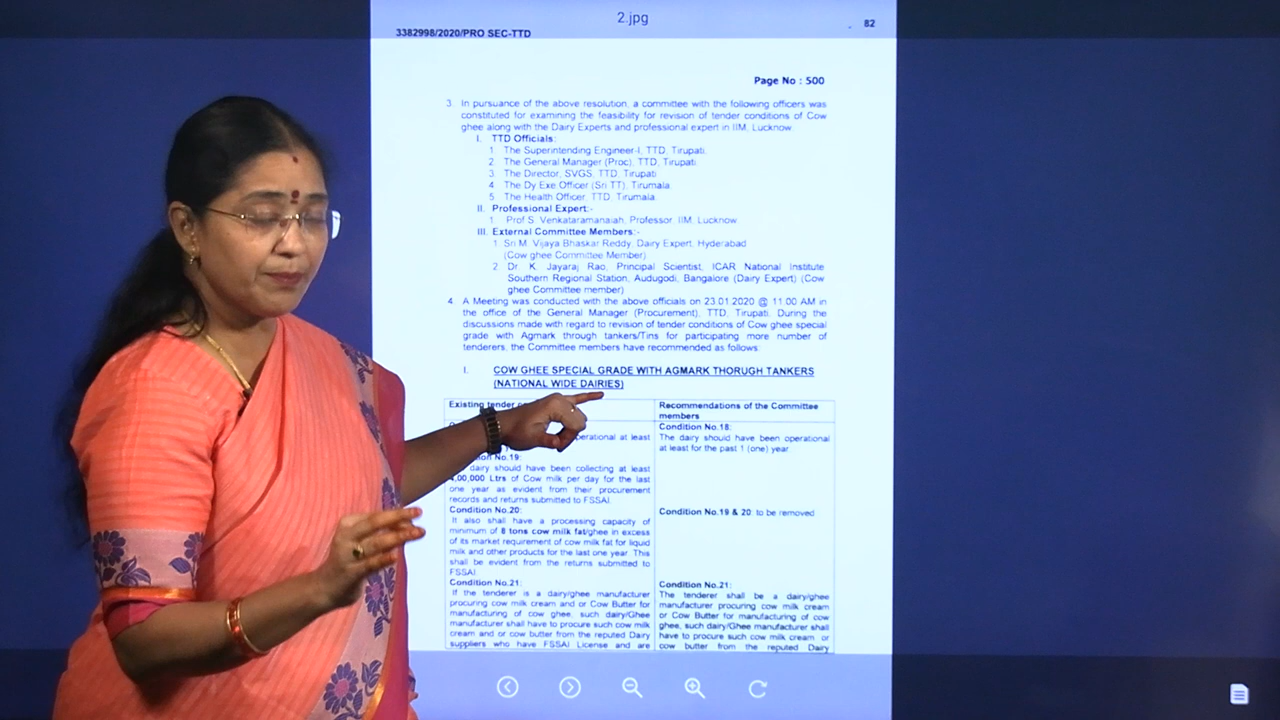 2.jpg
3382998/2020/PRO SEC-TTD
82
Page No : 500
3. In pursuance of the above resolution, a committee with the following officers was
constituted for examining the feasibility for revision of tender conditions of Cow
ghee along with the Dairy Experts and professional expert in IIM, Lucknow.
I. TTD Officials:
1. The Superintending Engineer-I, TTD, Tirupati.
2. The General Manager (Proc), TTD, Tirupati
3. The Director, SVGS, TTD, Tirupati
4. The Dy Exe Officer (Sri TT), Tirumala
5. The Health Officer, TTD, Tirumala
II. Professional Expert:-
1. Prof S. Venkataramanaiah, Professor, IIM, Lucknow
III. External Committee Members:-
1. Sri M. Vijaya Bhaskar Reddy, Dairy Expert, Hyderabad
(Cow ghee Committee Member)
2. Dr. K. Jayaraj Rao, Principal Scientist, ICAR National Institute
Southern Regional Station, Audugodi, Bangalore (Dairy Expert) (Cow
ghee Committee member)
4. A Meeting was conducted with the above officials on 23.01.2020 @ 11.00 AM in
the office of the General Manager (Procurement), TTD, Tirupati. During the
discussions made with regard to revision of tender conditions of Cow ghee special
grade with Agmark through tankers/Tins for participating more number of
tenderers, the Committee members have recommended as follows:
I. COW GHEE SPECIAL GRADE WITH AGMARK THORUGH TANKERS
(NATIONAL WIDE DAIRIES)
Existing tender
perational at least
No.19:
dairy should have been collecting at least
4,00,000 Ltrs of Cow milk per day for the last
one year as evident from their procurement
records and returns submitted to FSSAI.
Condition No.20:
It also shall have a processing capacity of
minimum of 8 tons cow milk fat/ghee in excess
of its market requirement of cow milk fat for liquid
milk and other products for the last one year. This
shall be evident from the returns submitted to
FSSAI.
Condition No.21:
If the tenderer is a dairy/ghee manufacturer
procuring cow milk cream and or Cow Butter for
manufacturing of cow ghee, such dairy/Ghee
manufacturer shall have to procure such cow milk
cream and or cow butter from the reputed Dairy
suppliers who have FSSAI License and are
Recommendations of the Committee
members
Condition No.18:
The dairy should have been operational
at least for the past 1 (one) year.
Condition No.19 & 20: to be removed
Condition No.21:
The tenderer shall be a dairy/ghee
manufacturer procuring cow milk cream
or Cow Butter for manufacturing of cow
ghee, such dairy/Ghee manufacturer shall
have to procure such cow milk cream or
cow butter from the reputed Dairy